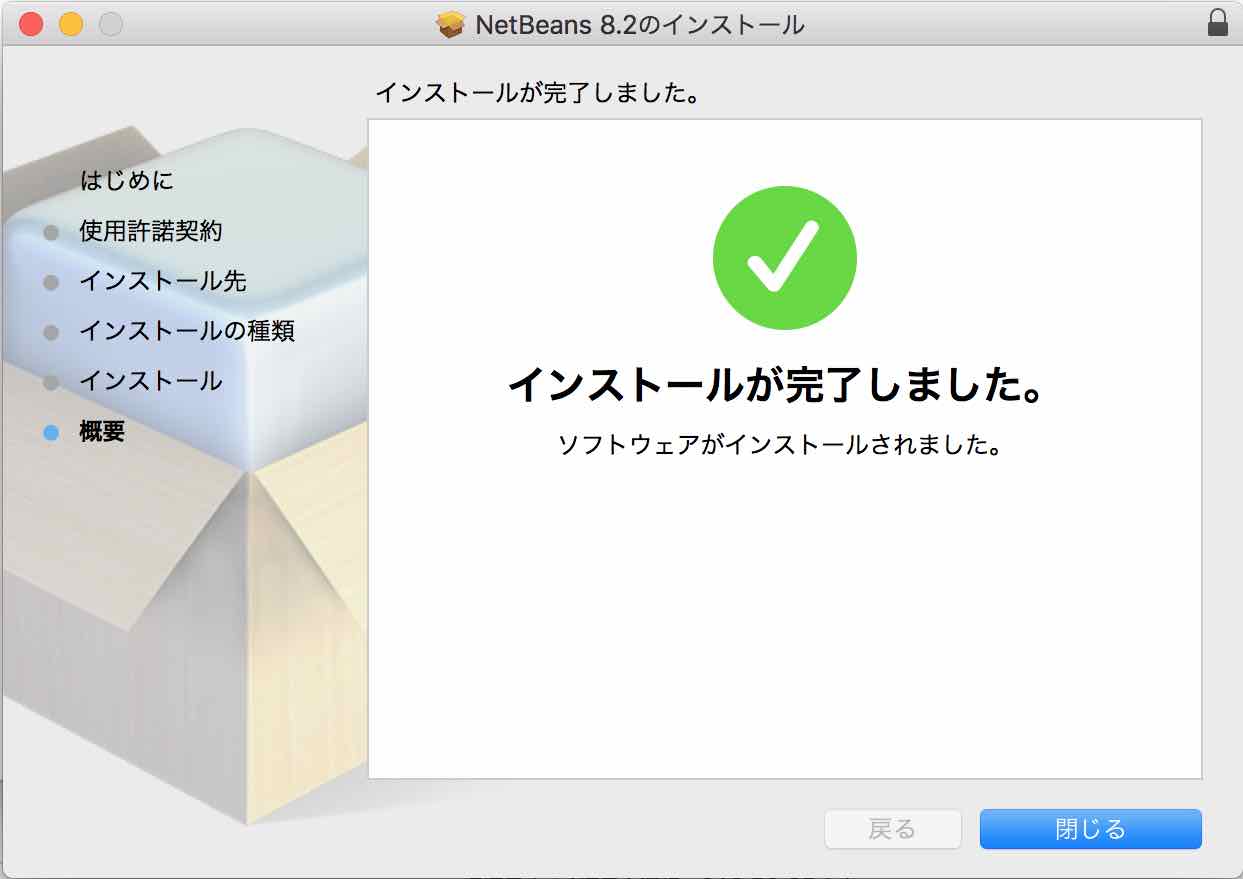 NetBeans 8.2のインストール
インストールが完了しました。
はじめに
使用許諾契約
インストール先
インストールの種類
インストール
概要
インストールが完了しました。
ソフトウェアがインストールされました。
戻る
閉じる